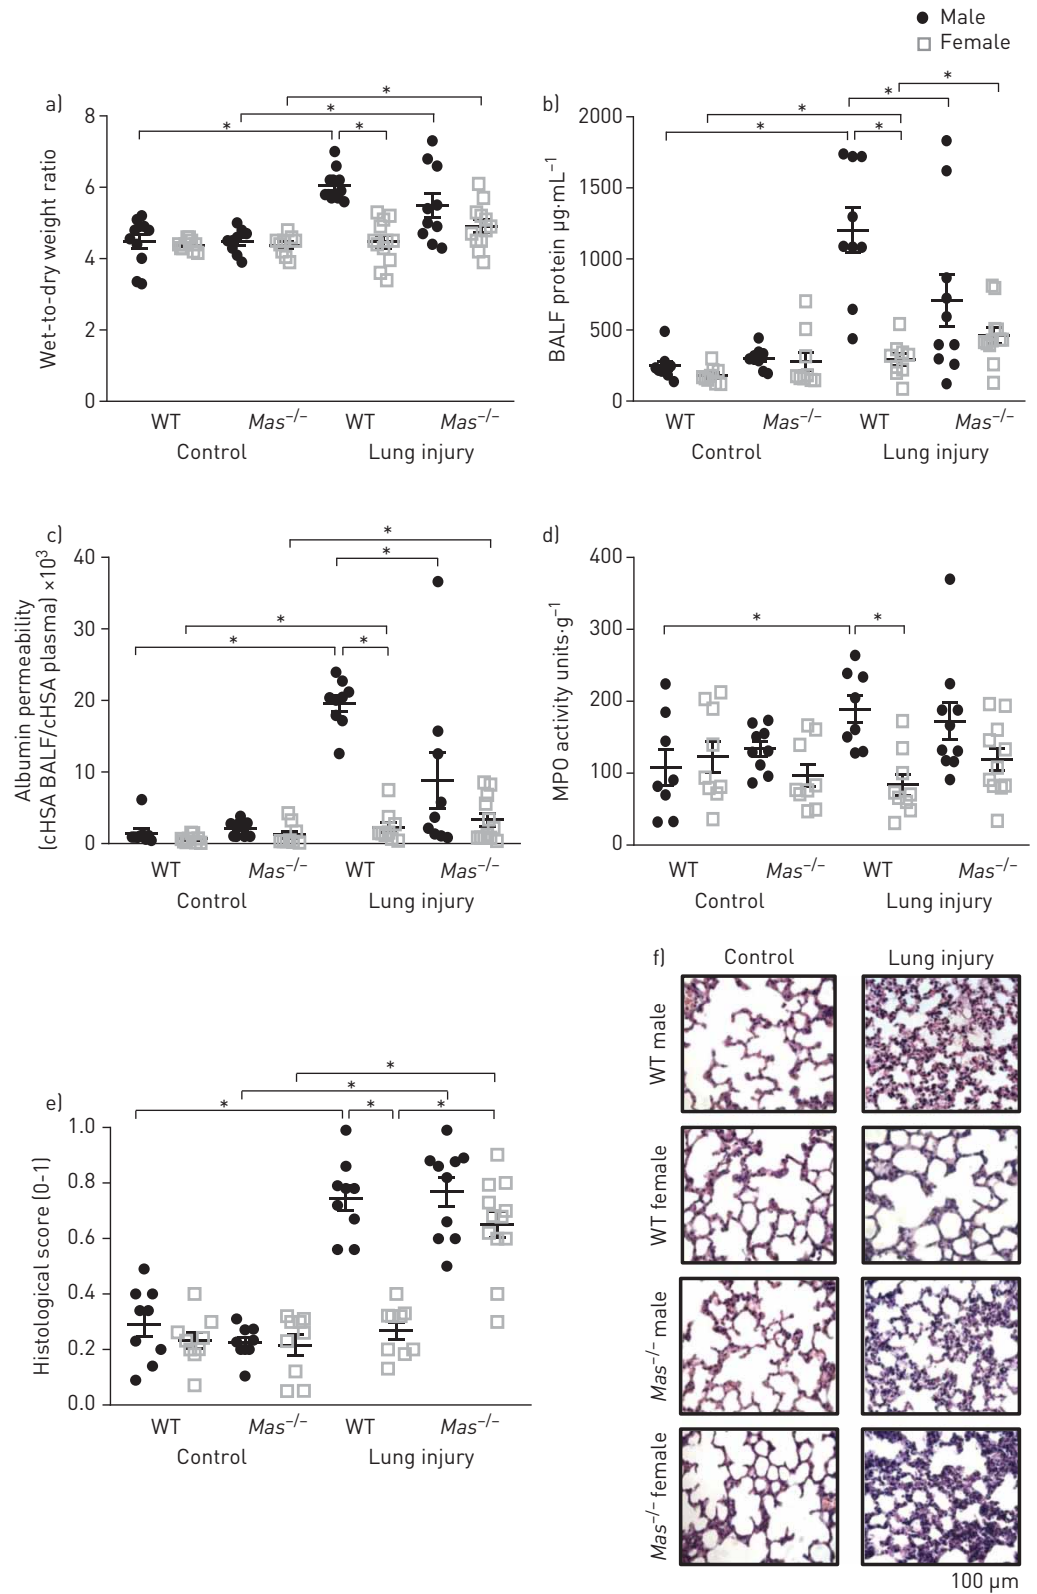 Male
Female
a)
*
*
*
*
*
8
6
4
2
0
Wet-to-dry weight ratio
WT
Mas–/–
WT
Mas–/–
Control
Lung injury
b)
*
*
*
*
*
2000
1500
1000
500
0
BALF protein µg·mL–1
WT
Mas–/–
WT
Mas–/–
Control
Lung injury
c)
*
*
*
*
*
40
30
20
10
0
Albumin permeability
(cHSA BALF/cHSA plasma) ×103
WT
Mas–/–
WT
Mas–/–
Control
Lung injury
d)
*
*
400
300
200
100
0
MPO activity units·g–1
WT
Mas–/–
WT
Mas–/–
Control
Lung injury
e)
*
*
*
*
*
1.0
0.8
0.6
0.4
0.2
0.0
Histological score (0-1)
WT
Mas–/–
WT
Mas–/–
Control
Lung injury
f)
Control
Lung injury
WT male
WT female
Mas–/– male
Mas–/– female
100 µm